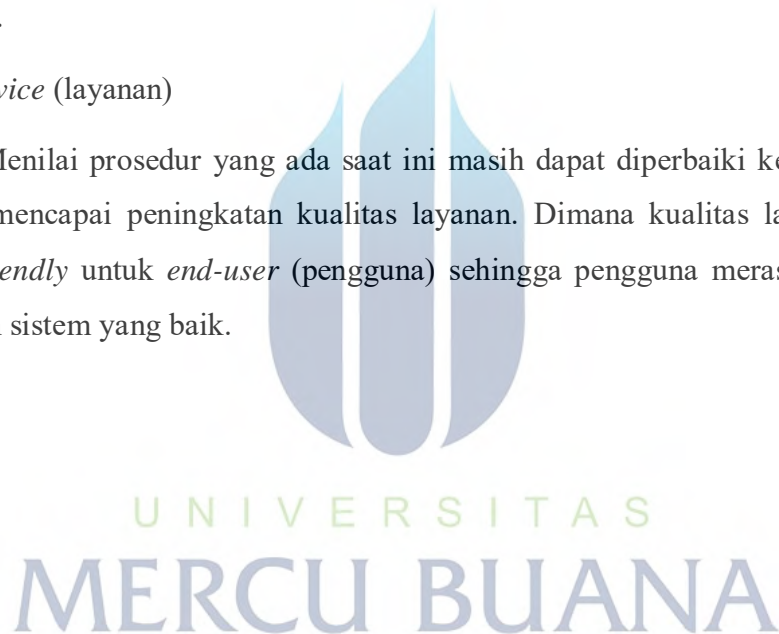 .
vice (layanan)
Menilai prosedur yang ada saat ini masih dapat diperbaiki ke
mencapai peningkatan kualitas layanan. Dimana kualitas la
endly untuk end-user (pengguna) sehingga pengguna meras
sistem yang baik.
UNIVERSITAS
MERCU BUANA